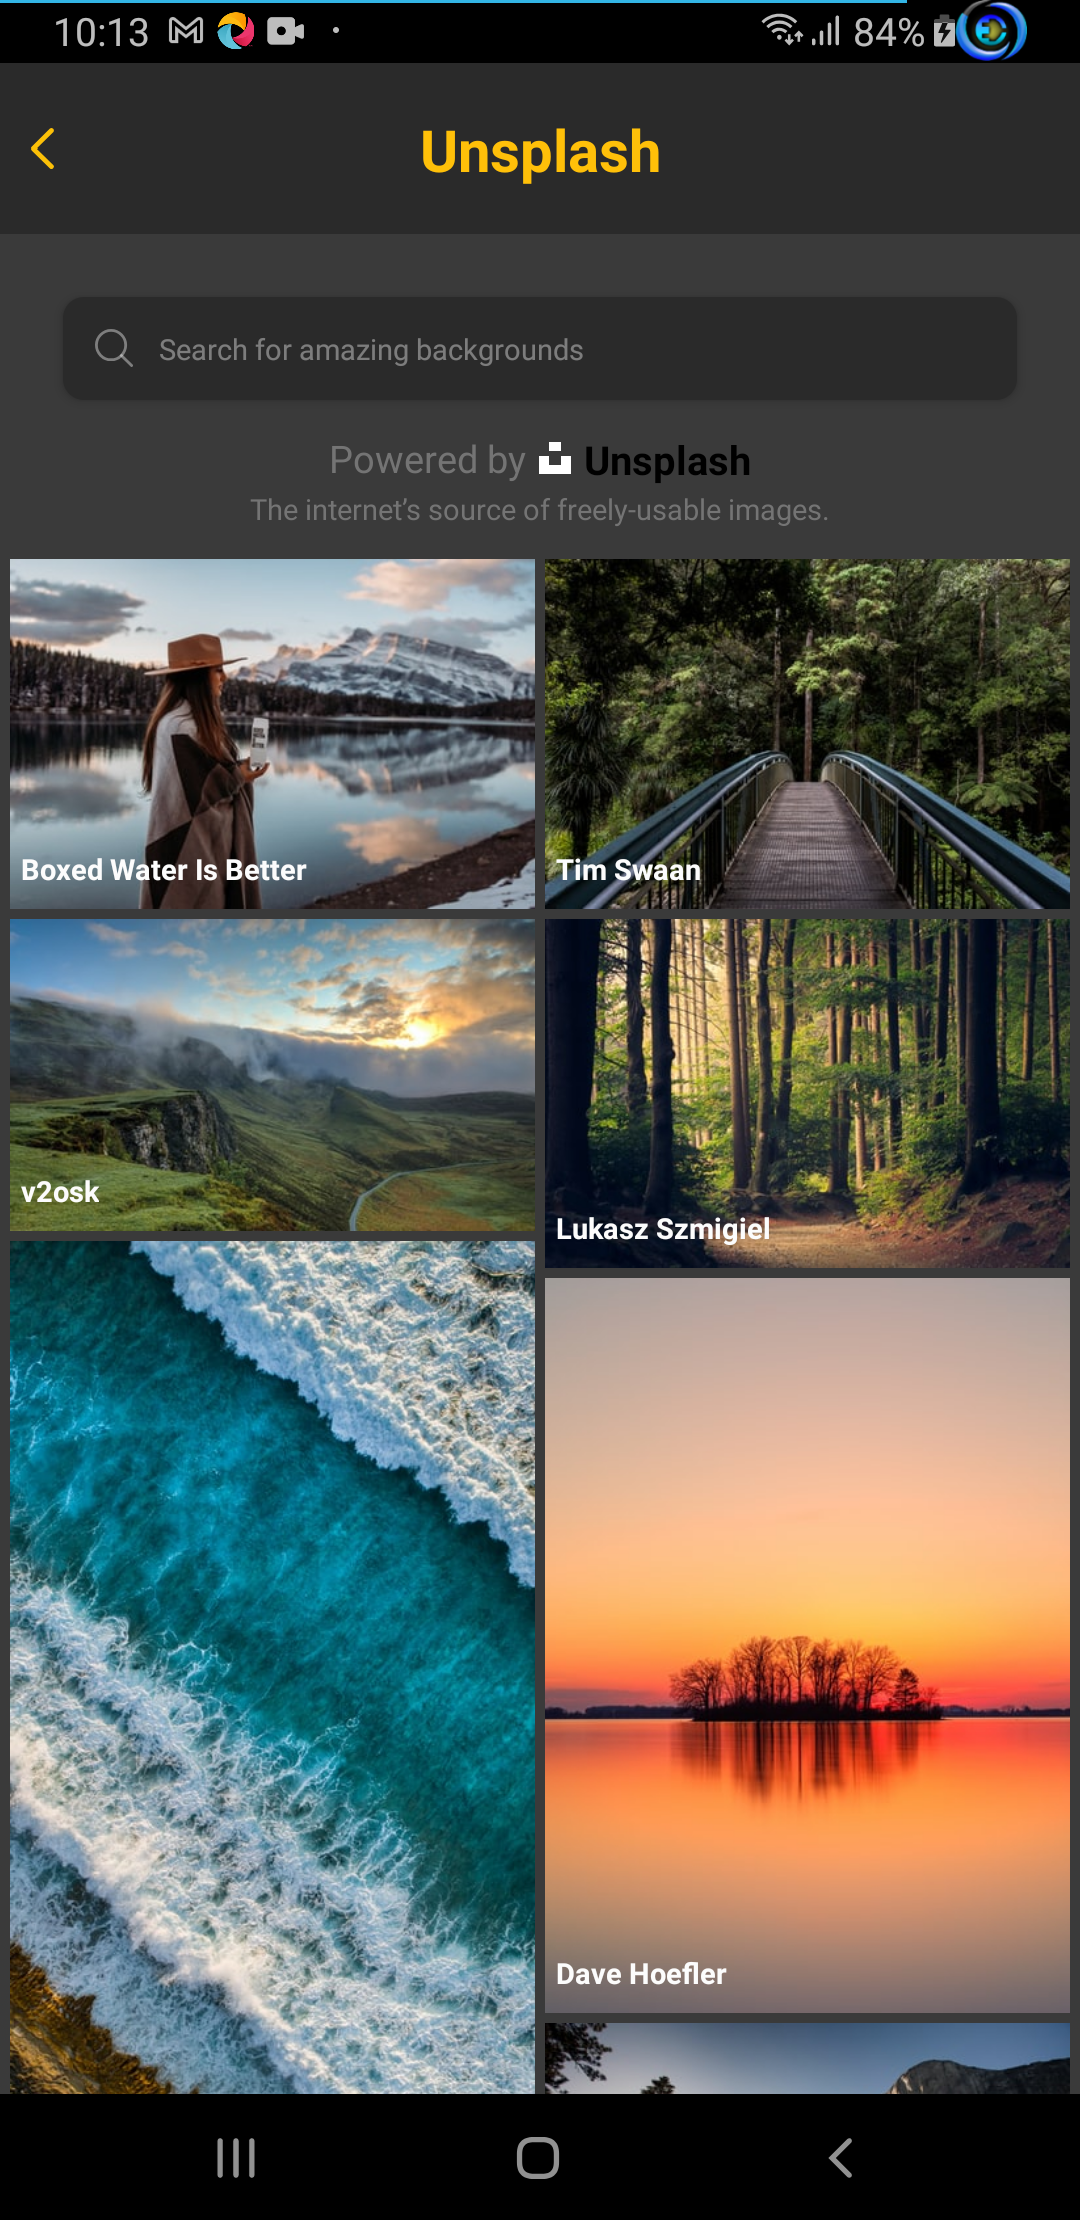 10:13
84%
Unsplash
Search for amazing backgrounds
Powered by Unsplash
The internet's source of freely-usable images.
Boxed Water Is Better
Tim Swaan
v2osk
Lukasz Szmigiel
Dave Hoefler